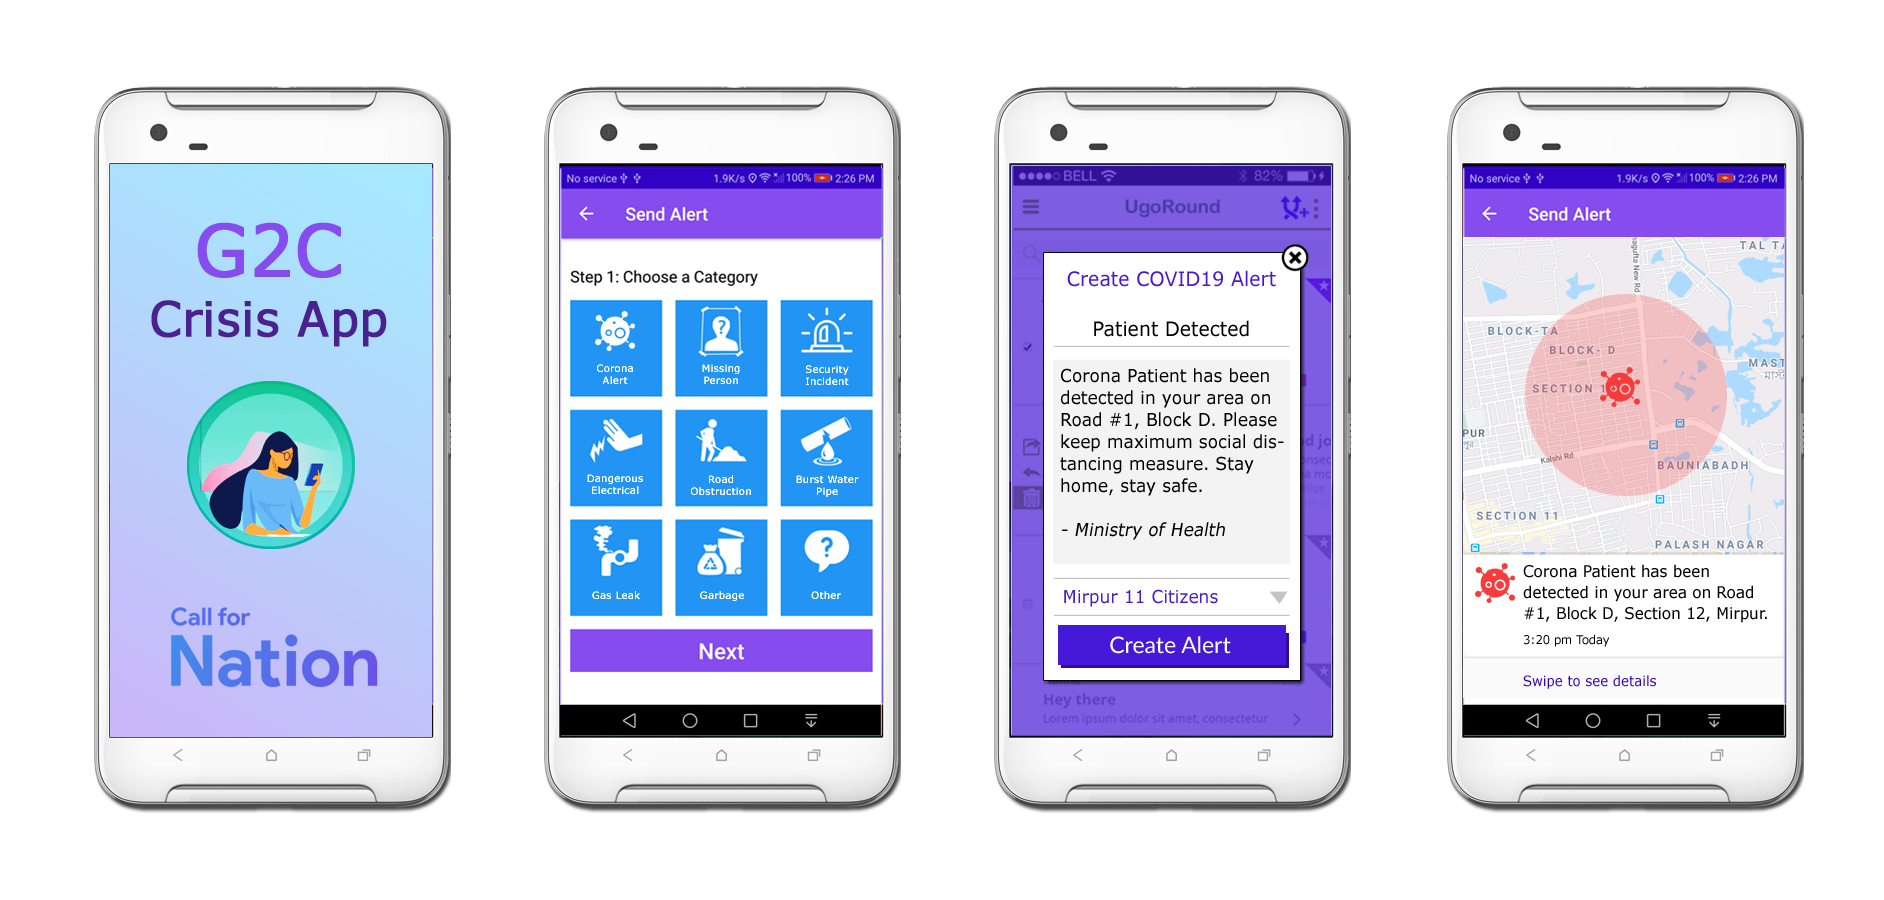 G2C
Crisis App
Call for
Nation
No service
1.9K/s
100%
2:26 PM
Send Alert
Step 1: Choose a Category
Corona
Alert
Missing
Person
Security
Incident
Dangerous
Electrical
Road
Obstruction
Burst Water
Pipe
Gas Leak
Garbage
Other
Next
BELL
82%
UgoRound
Create COVID19 Alert
Patient Detected
Corona Patient has been
detected in your area on
Road #1, Block D. Please
keep maximum social dis-
tancing measure. Stay
home, stay safe.
- Ministry of Health
Mirpur 11 Citizens
Create Alert
Hey there
Lorem ipsum dolor sit amet, consectetur
No service
1.9K/s
100%
2:26 PM
Send Alert
TAL TA
New Rd
BLOCK-TA
BLOCK- D
MAST
SECTION 1
PUR
Kalshi Rd
BAUNIABADH
SECTION 11
PALASH NAGAR
Corona Patient has been
detected in your area on Road
#1, Block D, Section 12, Mirpur.
3:20 pm Today
Swipe to see details